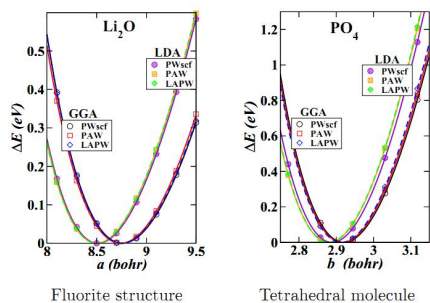 Li₂O
PO₄
ΔE (eV)
0.5
0.4
0.3
0.2
0.1
0
LDA
PWscf
PAW
LAPW
GGA
PWscf
PAW
LAPW
8
8.5
9
9.5
a (bohr)
ΔE (eV)
1.2
1
0.8
0.6
0.4
0.2
0
LDA
PWscf
PAW
LAPW
GGA
PWscf
PAW
LAPW
2.8
2.9
3
3.1
b (bohr)
Fluorite structure
Tetrahedral molecule